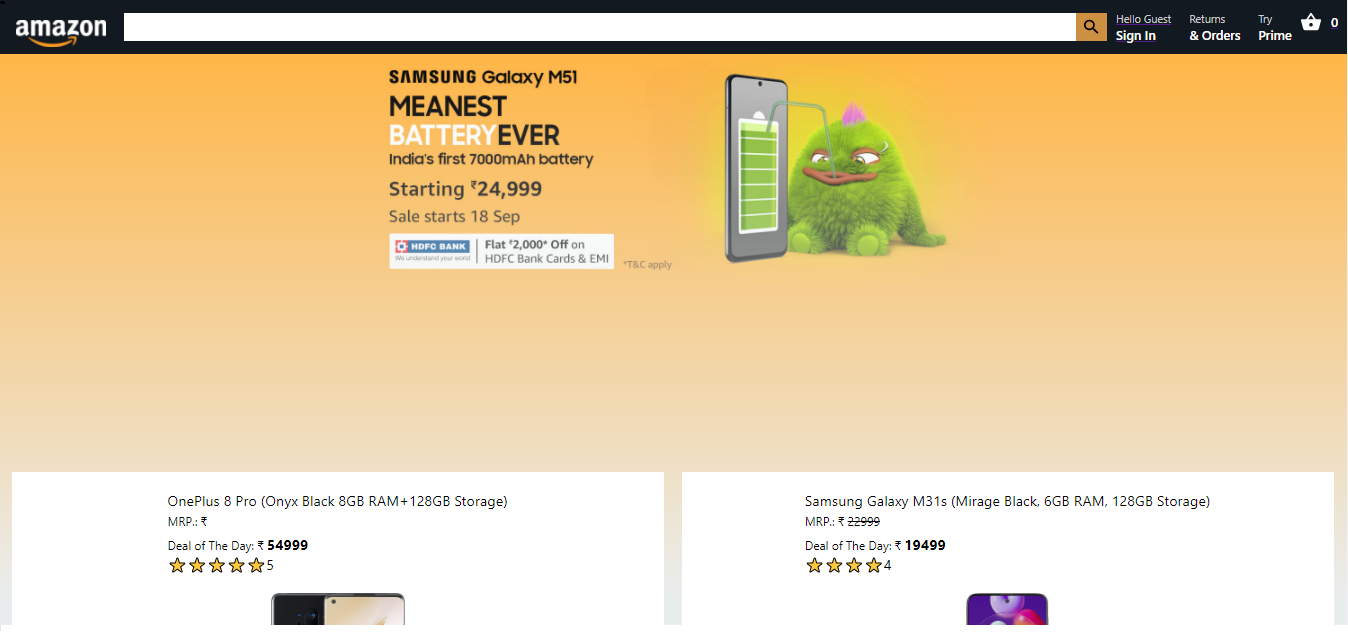 amazon
Hello Guest
Sign In
Returns
& Orders
Try
Prime
0
SAMSUNG Galaxy M51
MEANEST
BATTERYEVER
India's first 7000mAh battery
Starting ₹24,999
Sale starts 18 Sep
HDFC BANK
We understand your world
Flat ₹2,000* Off on
HDFC Bank Cards & EMI
*T&C apply
OnePlus 8 Pro (Onyx Black 8GB RAM+128GB Storage)
MRP.: ₹
Deal of The Day: ₹ 54999
5
Samsung Galaxy M31s (Mirage Black, 6GB RAM, 128GB Storage)
MRP.: ₹ 22999
Deal of The Day: ₹ 19499
4